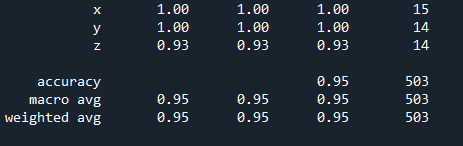 x 1.00 1.00 1.00 15
y 1.00 1.00 1.00 14
z 0.93 0.93 0.93 14
accuracy 0.95 503
macro avg 0.95 0.95 0.95 503
weighted avg 0.95 0.95 0.95 503